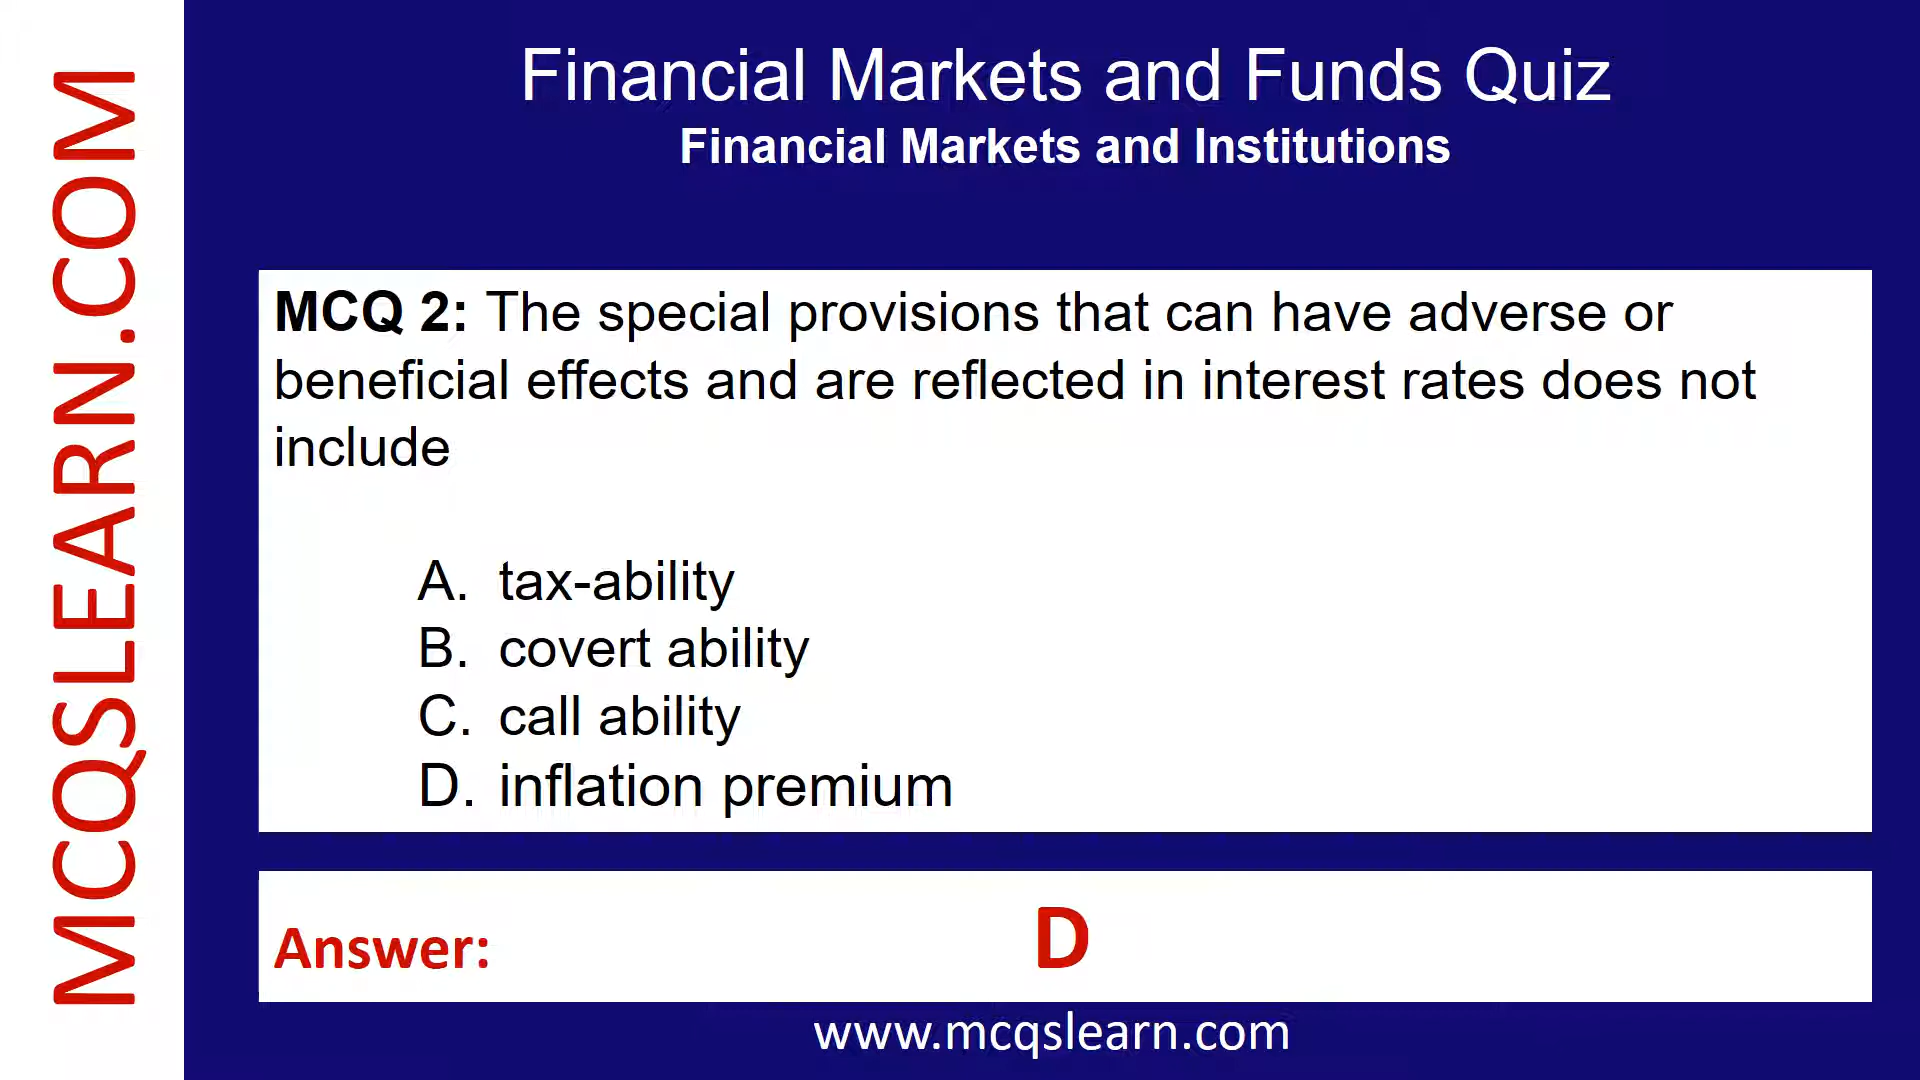 MCQSLEARN.COM
Financial Markets and Funds Quiz
Financial Markets and Institutions
MCQ 2: The special provisions that can have adverse or
beneficial effects and are reflected in interest rates does not
include
A. tax-ability
B. covert ability
C. call ability
D. inflation premium
Answer: D
www.mcqslearn.com